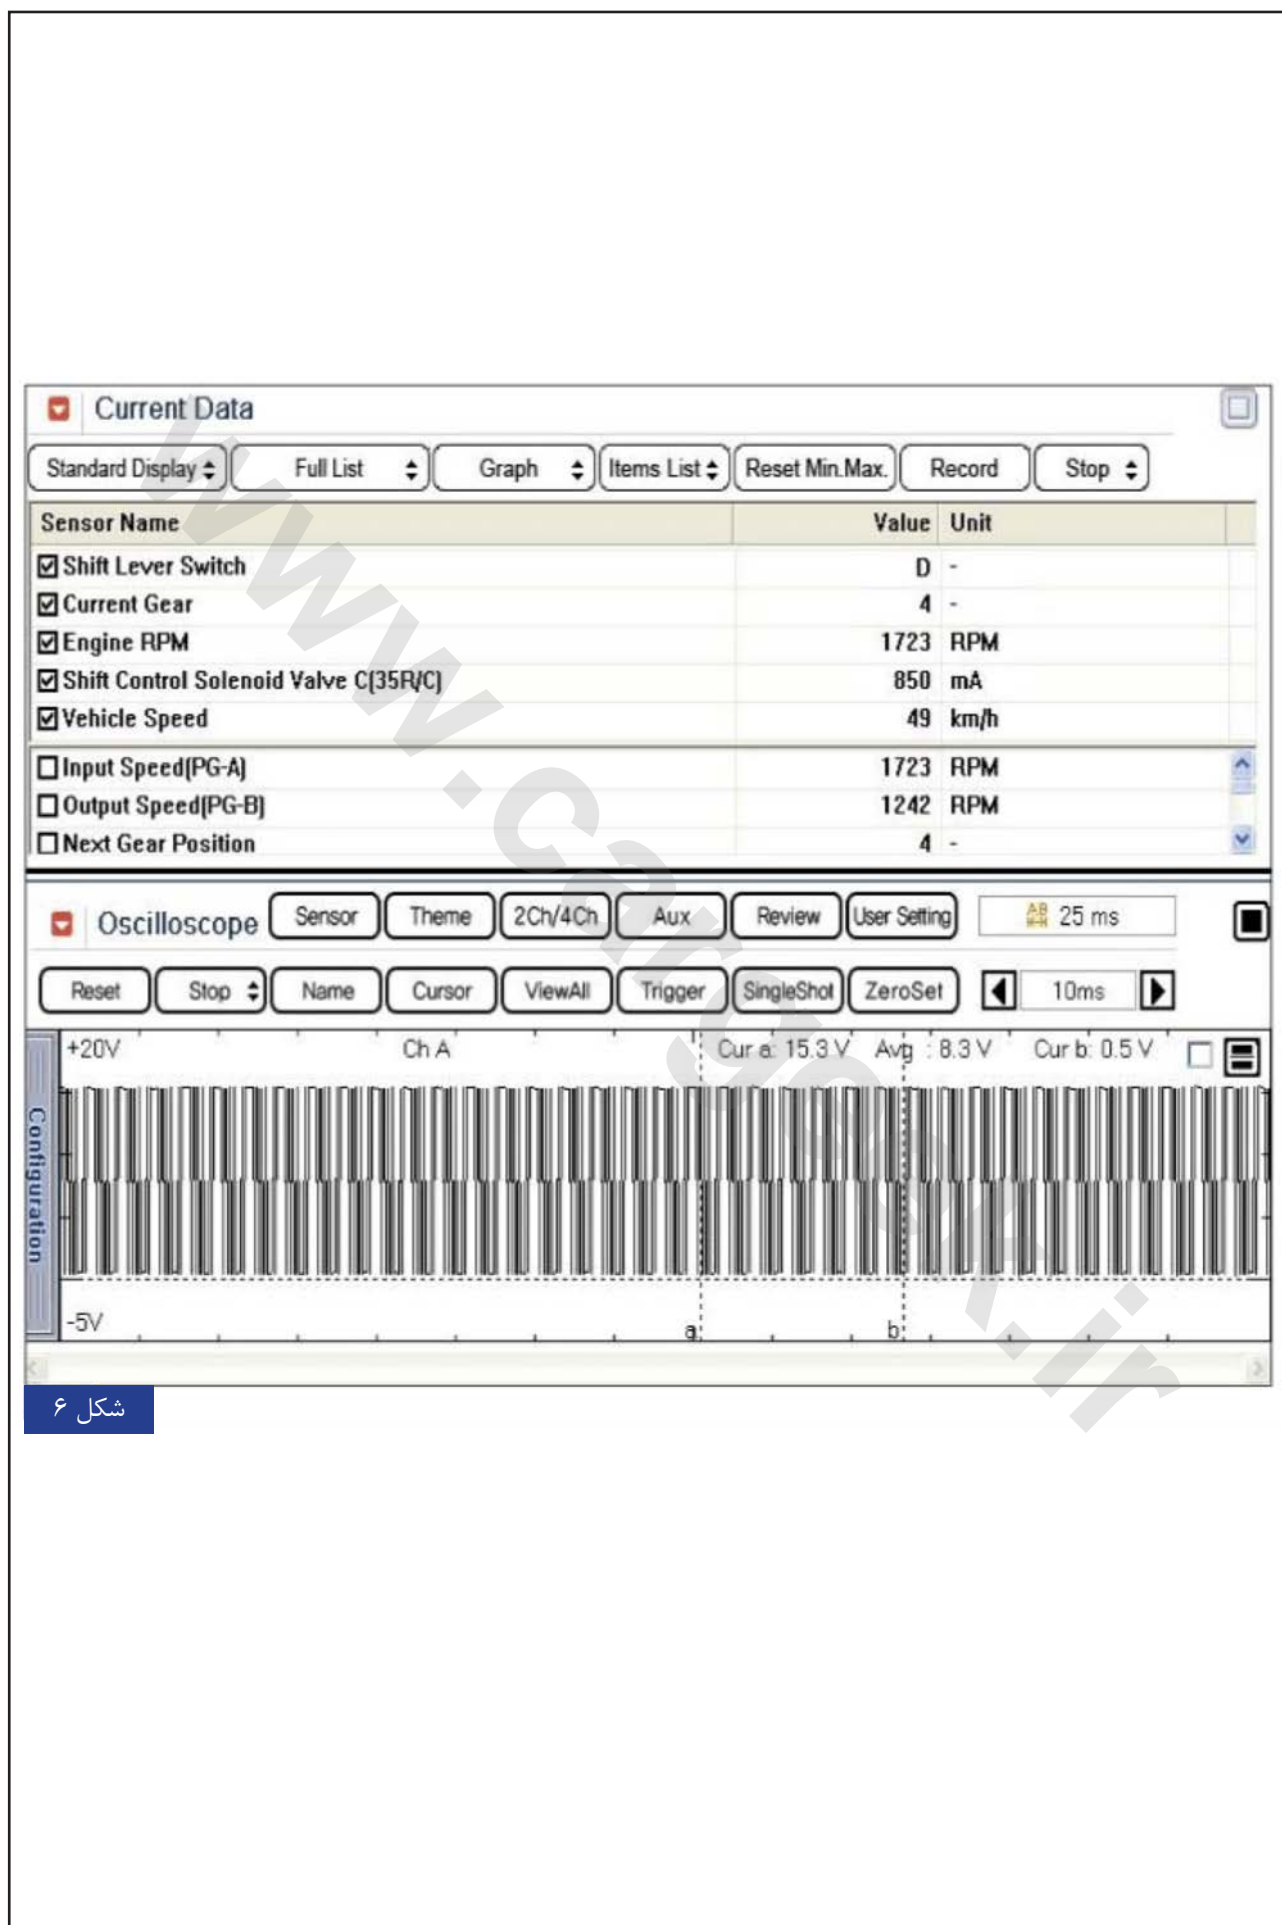 Current Data
Standard Display Full List Graph Items List Reset Min.Max. Record Stop
Sensor Name Value Unit
Shift Lever Switch D -
Current Gear 4 -
Engine RPM 1723 RPM
Shift Control Solenoid Valve C(35R/C) 850 mA
Vehicle Speed 49 km/h
Input Speed(PG-A) 1723 RPM
Output Speed(PG-B) 1242 RPM
Next Gear Position 4 -
Oscilloscope Sensor Theme 2Ch/4Ch Aux Review User Setting 25 ms
Reset Stop Name Cursor ViewAll Trigger SingleShot ZeroSet 10ms
+20V Ch A Cur a: 15.3 V Avg : 8.3 V Cur b: 0.5 V
Configuration
-5V a b
شکل ۶
www.cargeek.ir